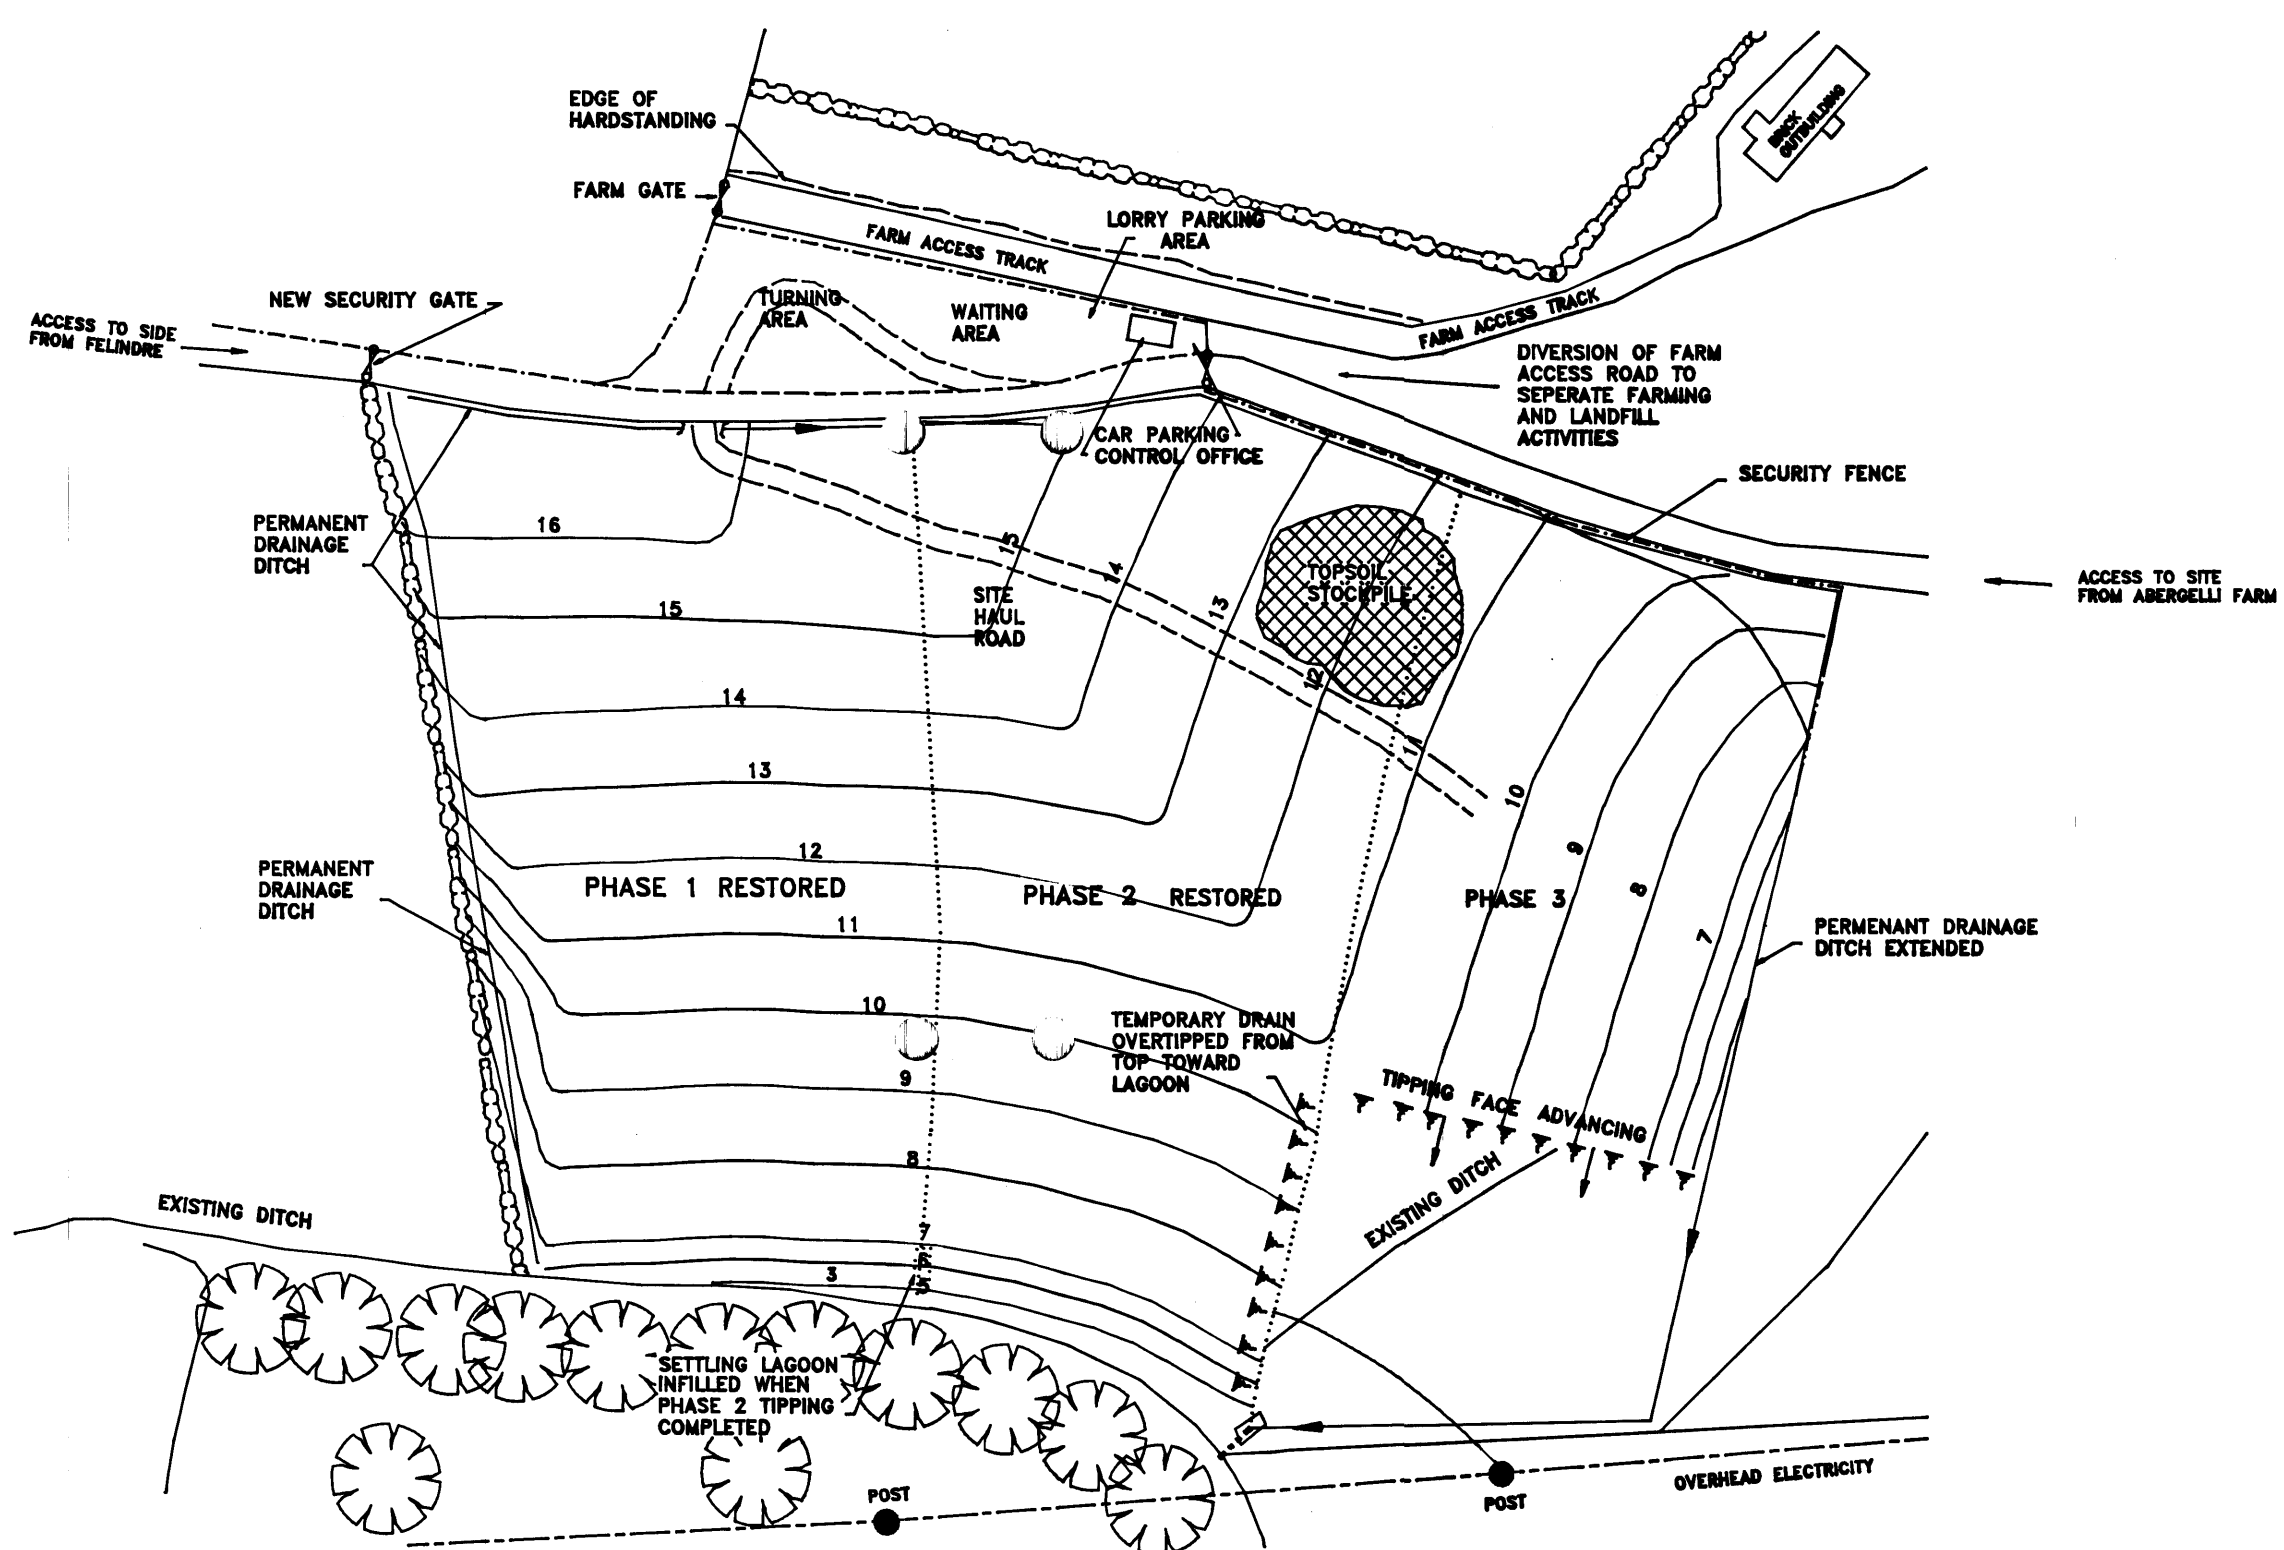 EDGE OF
HARDSTANDING
BRICK
OUTBUILDING
FARM GATE
LORRY PARKING
AREA
FARM ACCESS TRACK
NEW SECURITY GATE
TURNING
AREA
WAITING
AREA
FARM ACCESS TRACK
ACCESS TO SIDE
FROM FELINDRE
DIVERSION OF FARM
ACCESS ROAD TO
SEPERATE FARMING
AND LANDFILL
ACTIVITIES
CAR PARKING
CONTROL OFFICE
SECURITY FENCE
PERMANENT
DRAINAGE
DITCH
16
15
14
13
TOPSOIL
STOCKPILE
ACCESS TO SITE
FROM ABERGELLI FARM
15
SITE
HAUL
ROAD
12
14
11
13
10
12
9
8
PERMANENT
DRAINAGE
DITCH
PHASE 1 RESTORED
PHASE 2 RESTORED
PHASE 3
11
7
PERMENANT DRAINAGE
DITCH EXTENDED
10
TEMPORARY DRAIN
OVERTIPPED FROM
TOP TOWARD
LAGOON
9
TIPPING FACE ADVANCING
8
EXISTING DITCH
EXISTING DITCH
7
6
3
5
SETTLING LAGOON
INFILLED WHEN
PHASE 2 TIPPING
COMPLETED
POST
POST
OVERHEAD ELECTRICITY